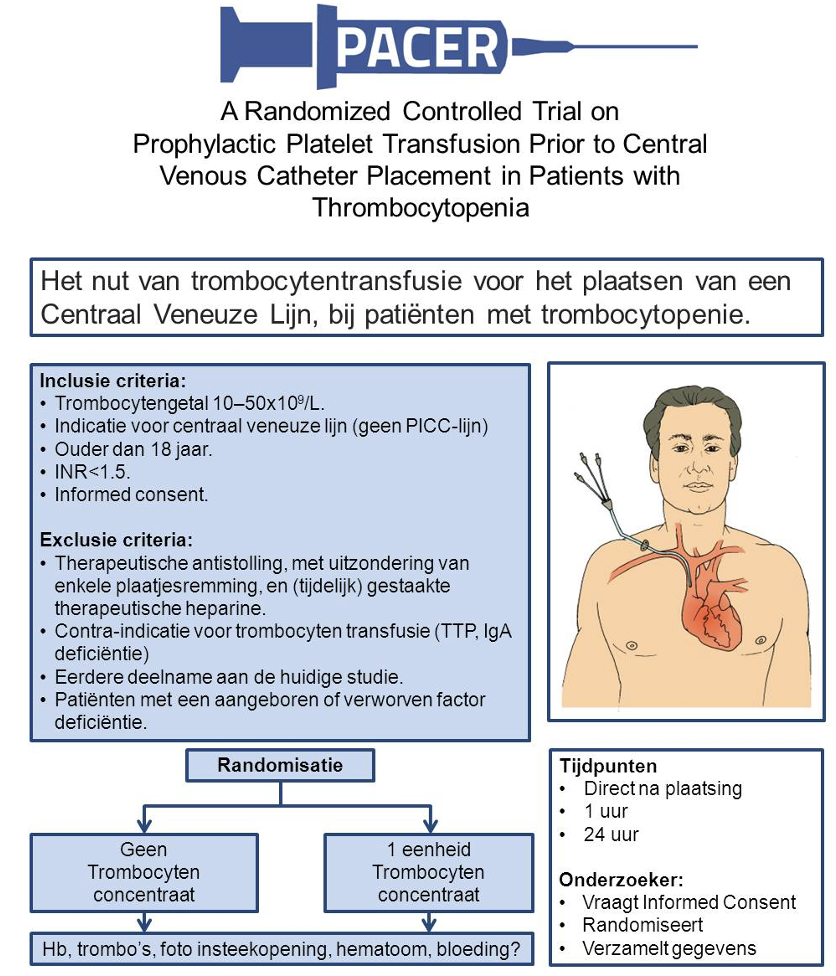 PACER
A Randomized Controlled Trial on
Prophylactic Platelet Transfusion Prior to Central
Venous Catheter Placement in Patients with
Thrombocytopenia
Het nut van trombocytentransfusie voor het plaatsen van een
Centraal Veneuze Lijn, bij patiënten met trombocytopenie.
Inclusie criteria:
• Trombocytengetal 10–50x10⁹/L.
• Indicatie voor centraal veneuze lijn (geen PICC-lijn)
• Ouder dan 18 jaar.
• INR<1.5.
• Informed consent.
Exclusie criteria:
• Therapeutische antistolling, met uitzondering van
enkele plaatjesremming, en (tijdelijk) gestaakte
therapeutische heparine.
• Contra-indicatie voor trombocyten transfusie (TTP, IgA
deficiëntie)
• Eerdere deelname aan de huidige studie.
• Patiënten met een aangeboren of verworven factor
deficiëntie.
Randomisatie
Geen
Trombocyten
concentraat
1 eenheid
Trombocyten
concentraat
Hb, trombo's, foto insteekopening, hematoom, bloeding?
Tijdpunten
• Direct na plaatsing
• 1 uur
• 24 uur
Onderzoeker:
• Vraagt Informed Consent
• Randomiseert
• Verzamelt gegevens